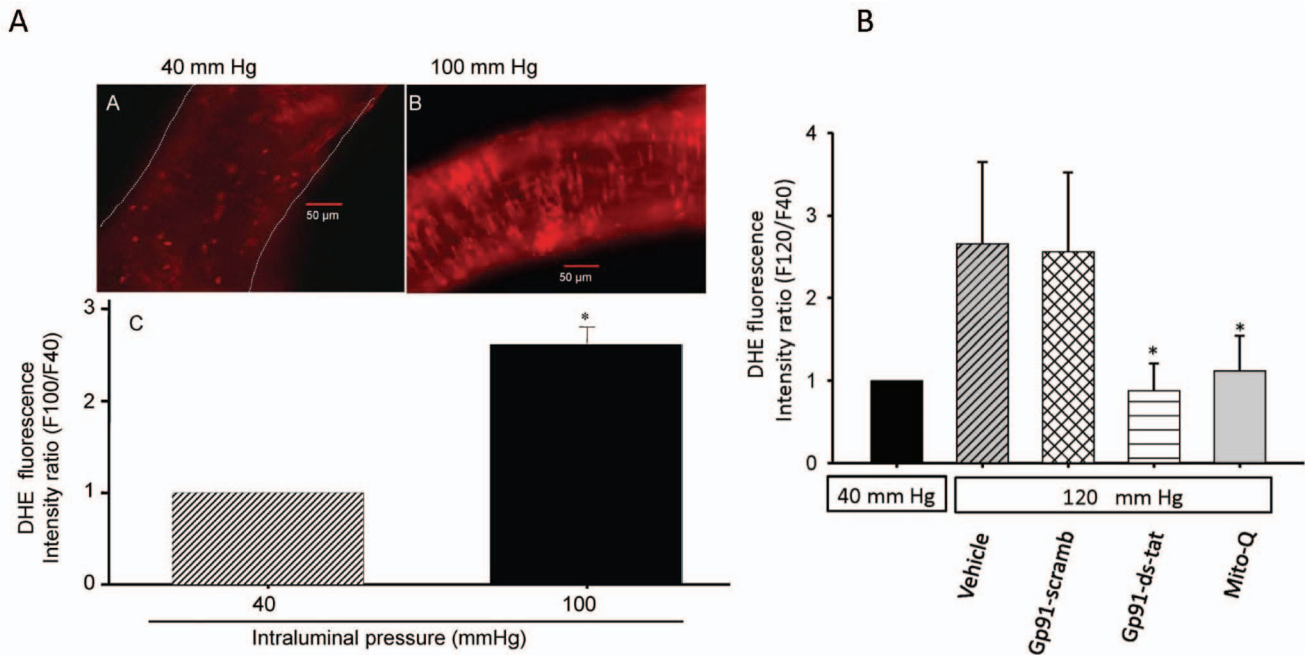 A
40 mm Hg
100 mm Hg
A
50 µm
B
50 µm
C
DHE fluorescence
Intensity ratio (F100/F40)
3
2
1
0
*
40
100
Intraluminal pressure (mmHg)
B
DHE fluorescence
Intensity ratio (F120/F40)
4
3
2
1
0
*
*
40 mm Hg
120 mm Hg
Vehicle
Gp91-scramb
Gp91-ds-tat
Mito-Q